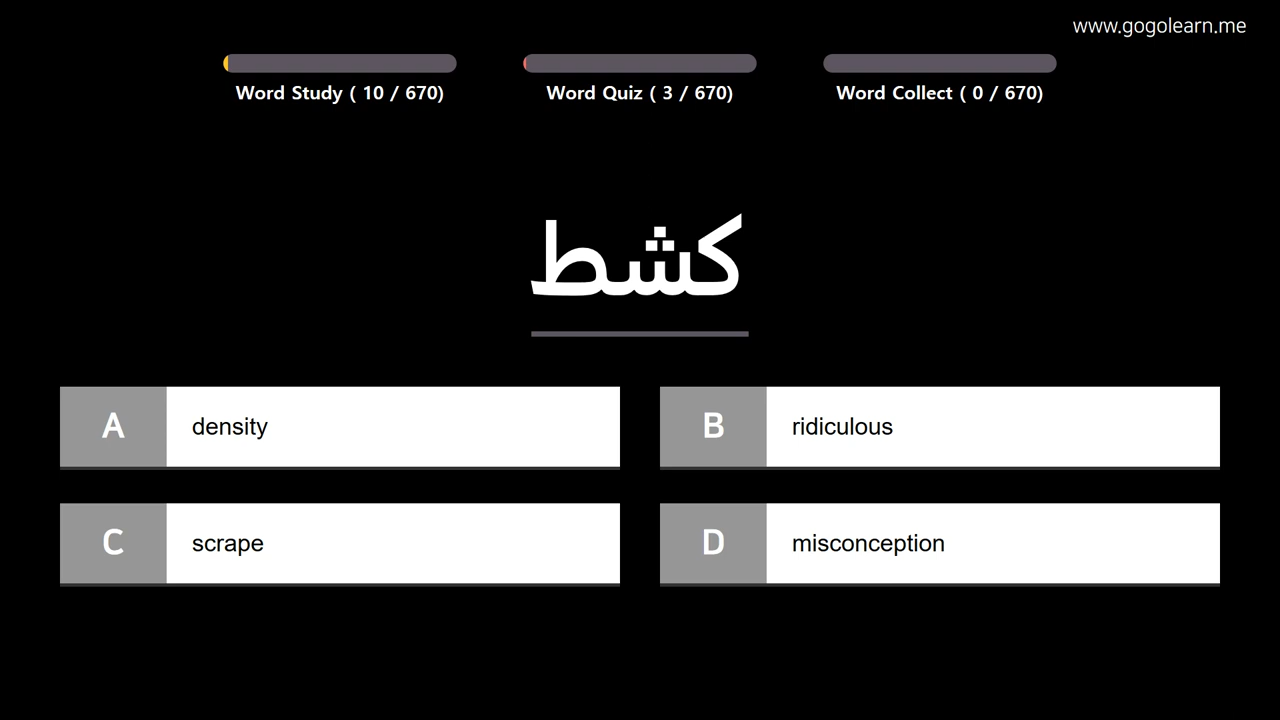 www.gogolearn.me
Word Study ( 10 / 670)
Word Quiz ( 3 / 670)
Word Collect ( 0 / 670)
كشط
A density
B ridiculous
C scrape
D misconception